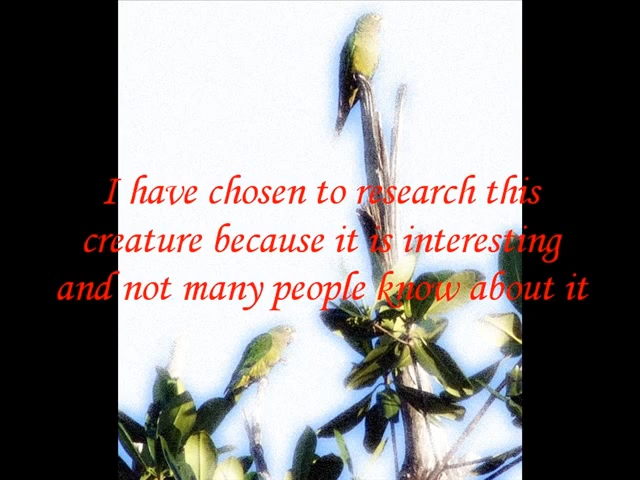 I have chosen to research this
creature because it is interesting
and not many people know about it